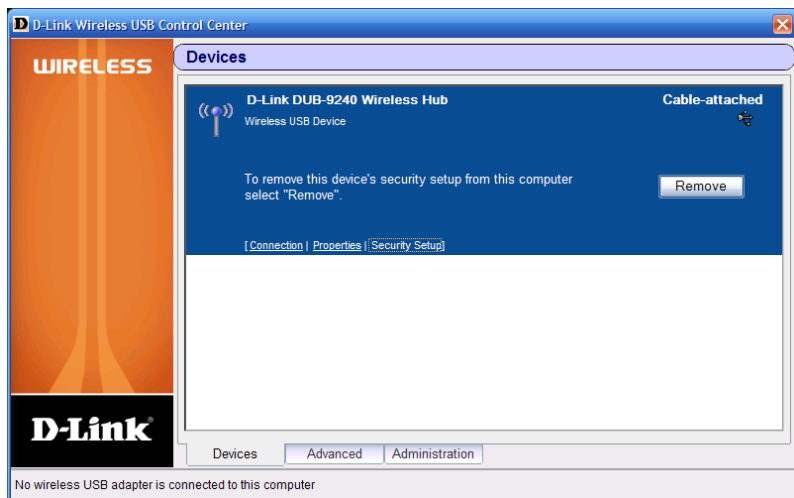 D-Link Wireless USB Control Center
WIRELESS
Devices
D-Link DUB-9240 Wireless Hub
Cable-attached
Wireless USB Device
To remove this device's security setup from this computer
select "Remove".
Remove
[ Connection | Properties | Security Setup]
D-Link
Devices
Advanced
Administration
No wireless USB adapter is connected to this computer